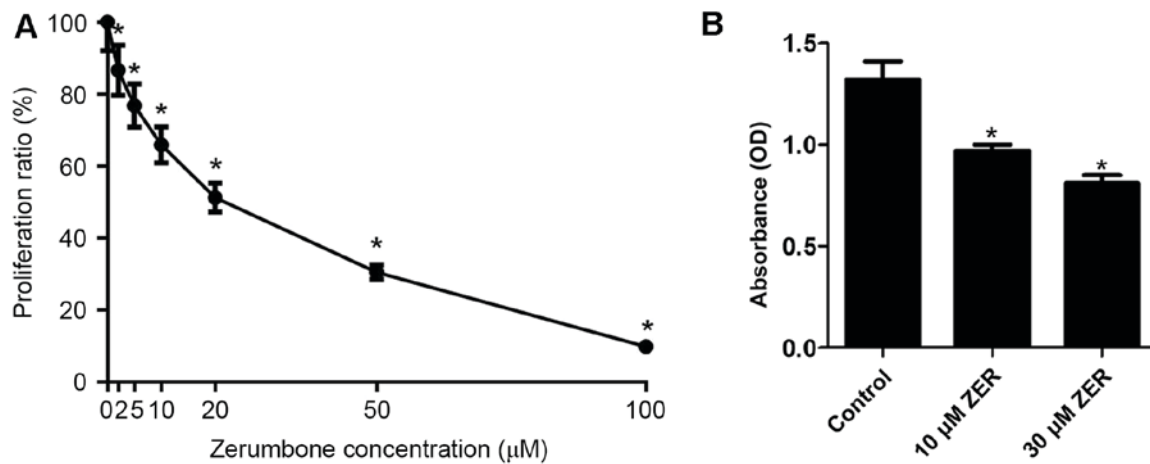 A
Proliferation ratio (%)
100
80
60
40
20
0
*
*
*
*
*
*
0 2 5 10 20 50 100
Zerumbone concentration (μM)
B
Absorbance (OD)
1.5
1.0
0.5
0.0
*
*
Control
10 μM ZER
30 μM ZER